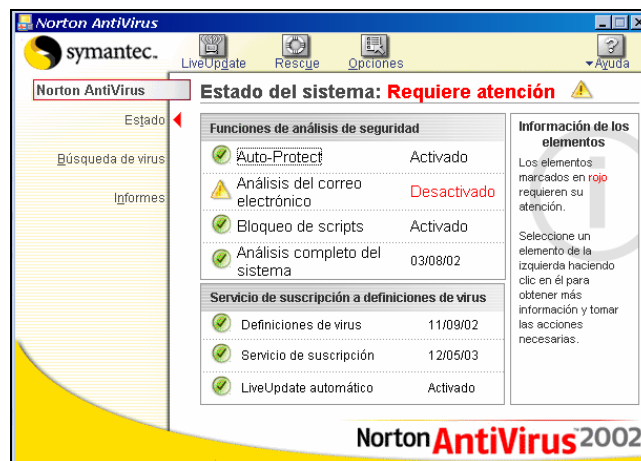 Norton AntiVirus
symantec.
LiveUpdate Rescue Opciones Ayuda
Norton AntiVirus
Estado
Búsqueda de virus
Informes
Estado del sistema: Requiere atención
Funciones de análisis de seguridad
Auto-Protect Activado
Análisis del correo
electrónico Desactivado
Bloqueo de scripts Activado
Análisis completo del
sistema 03/08/02
Servicio de suscripción a definiciones de virus
Definiciones de virus 11/09/02
Servicio de suscripción 12/05/03
LiveUpdate automático Activado
Información de los
elementos
Los elementos
marcados en rojo
requieren su
atención.
Seleccione un
elemento de la
izquierda haciendo
clic en él para
obtener más
información y tomar
las acciones
necesarias.
Norton AntiVirus 2002